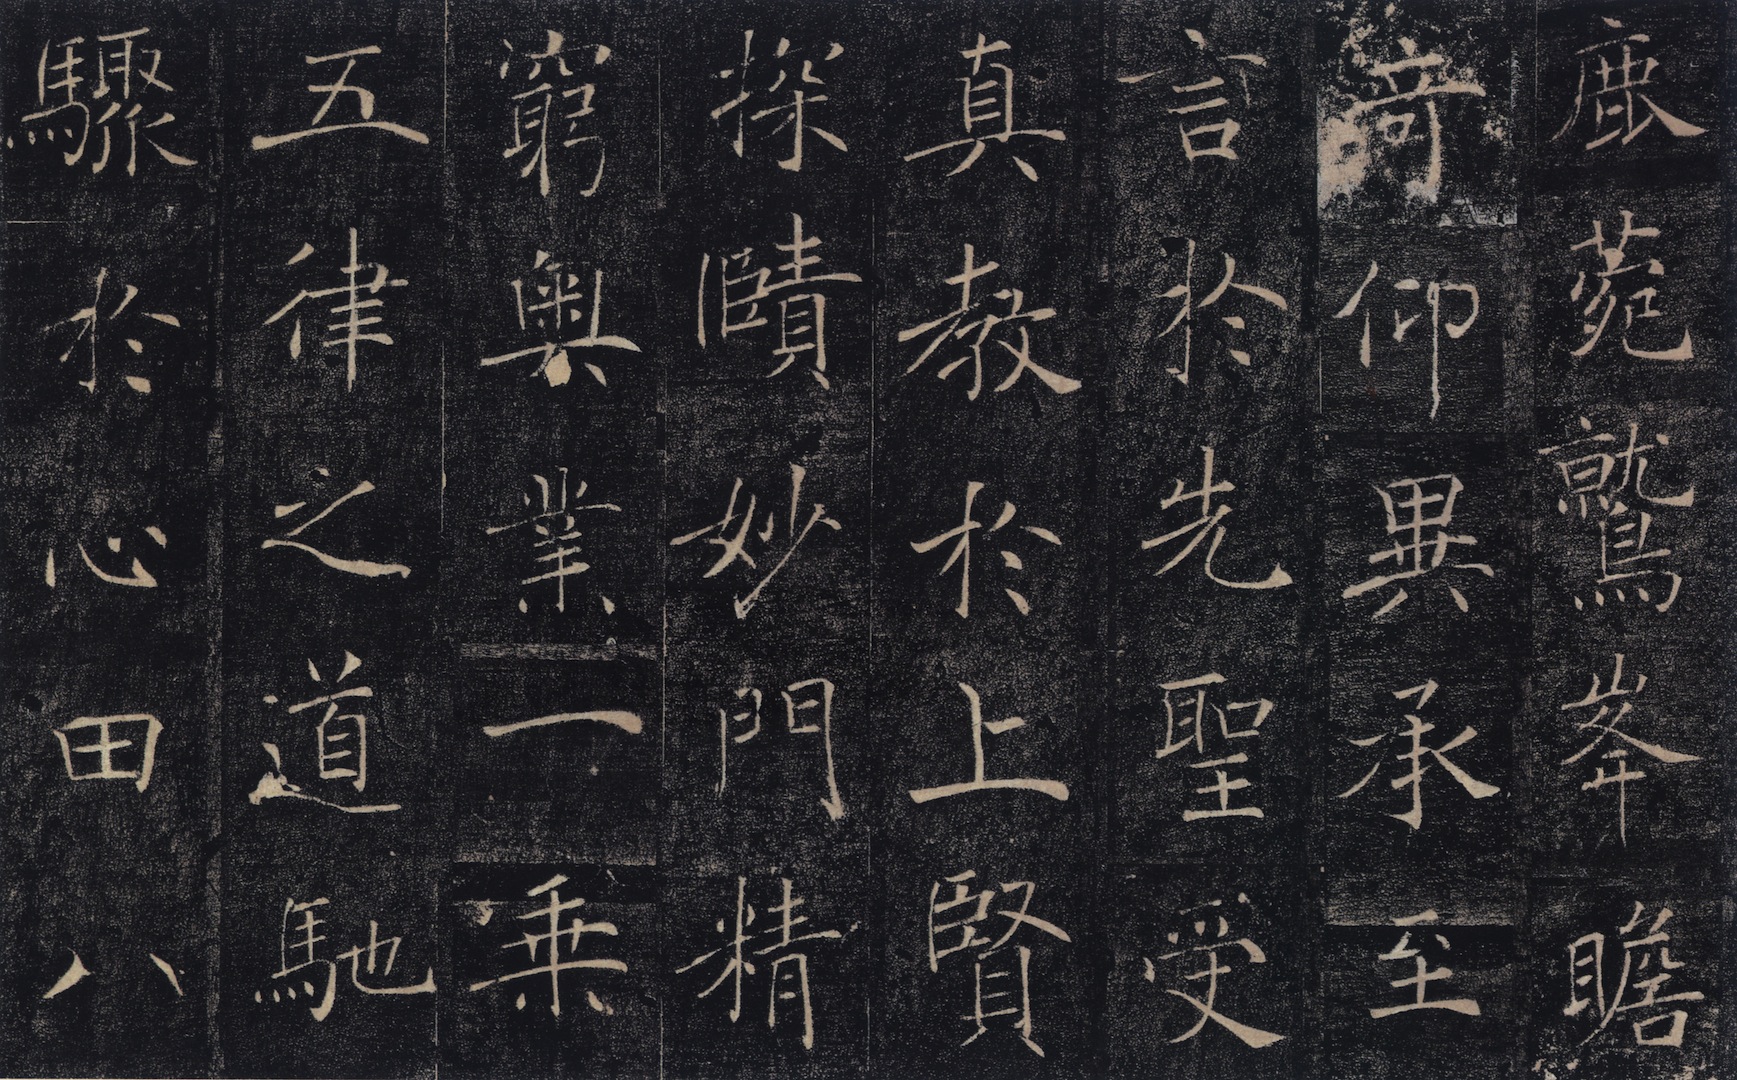 鹿菀鷲峯瞻
竒仰異承至
言於先聖受
真教於上賢
探賾妙門精
窮奧業一乘
五律之道馳
驟於心田八